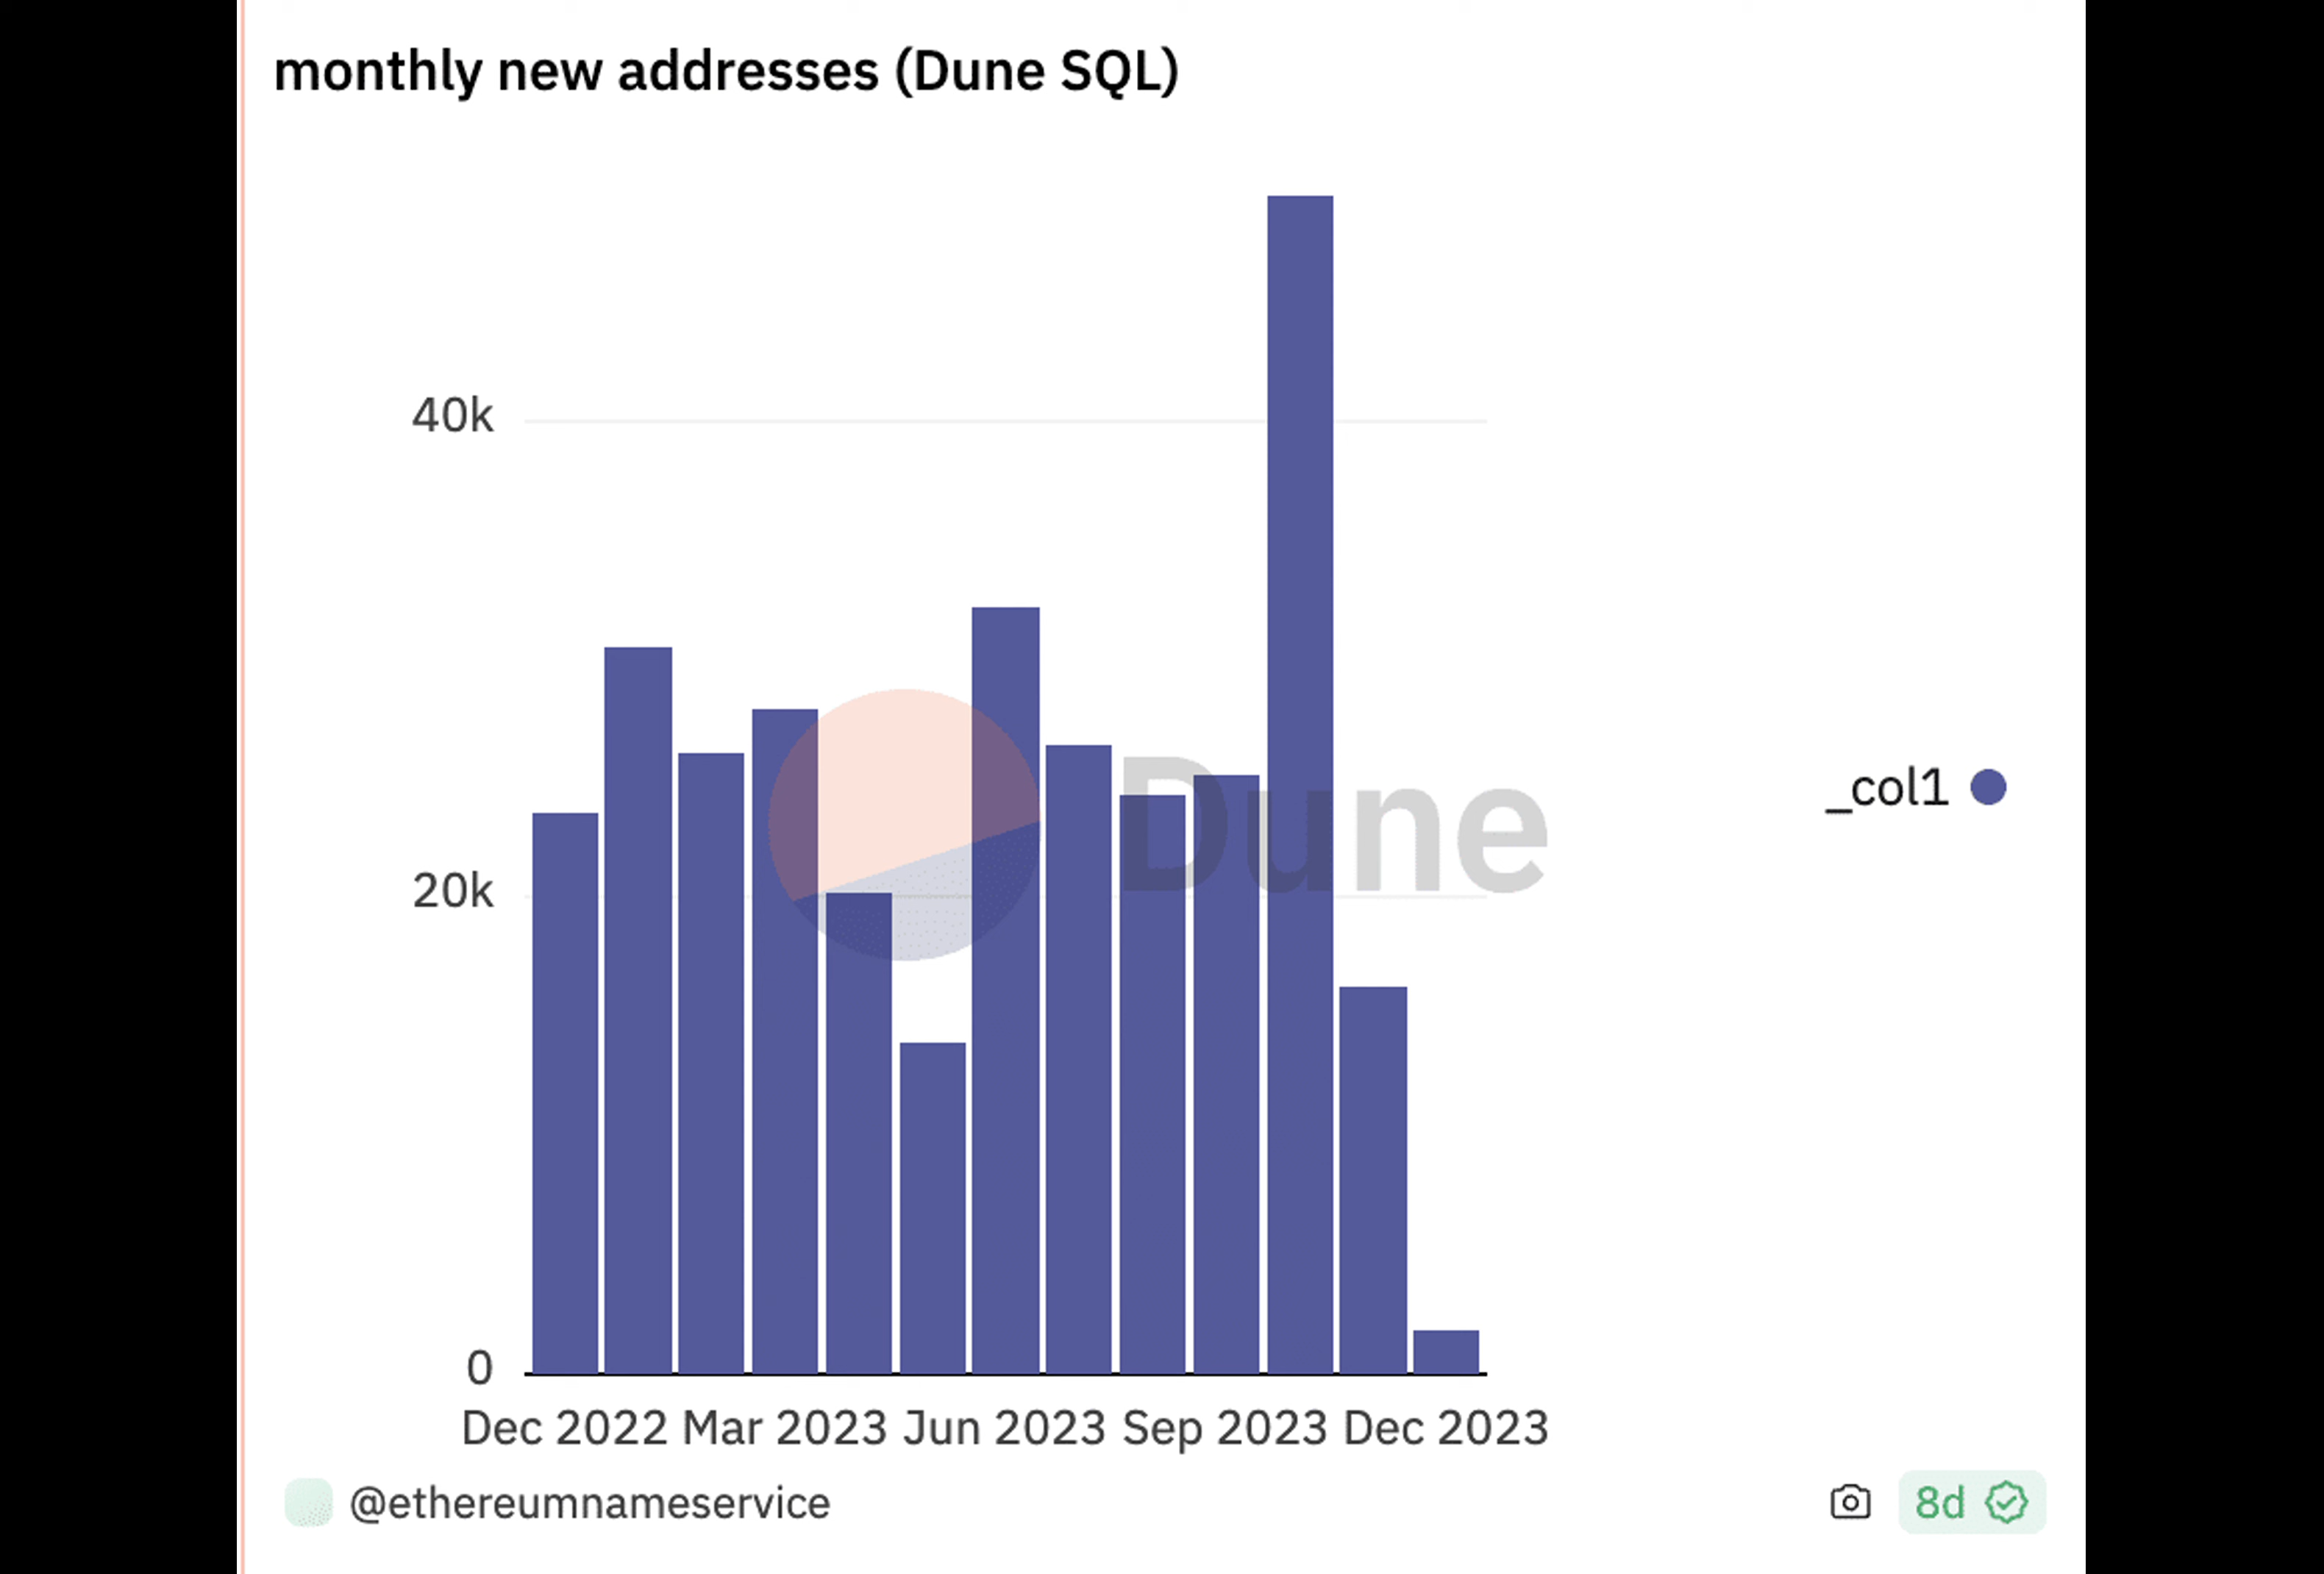 monthly new addresses (Dune SQL)
40k
20k
0
Dune
_col1
Dec 2022 Mar 2023 Jun 2023 Sep 2023 Dec 2023
@ethereumnameservice
8d